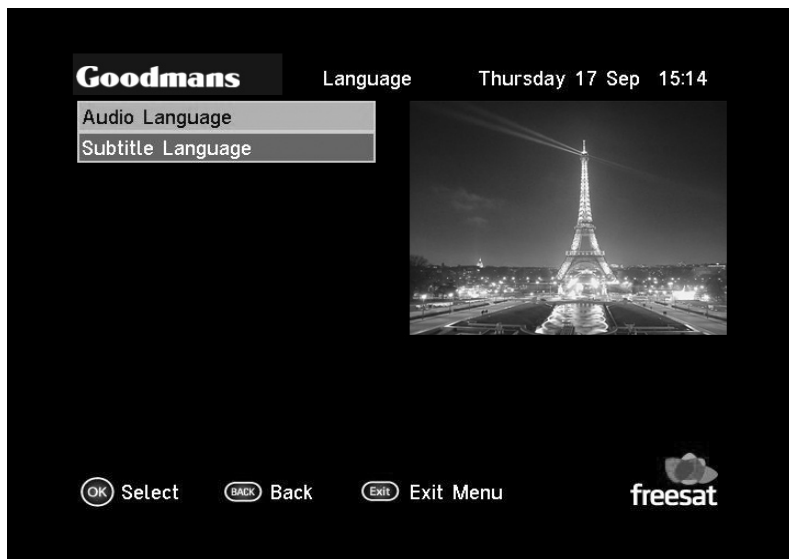 Goodmans Language Thursday 17 Sep 15:14
Audio Language
Subtitle Language
OK Select BACK Back Exit Exit Menu
freesat